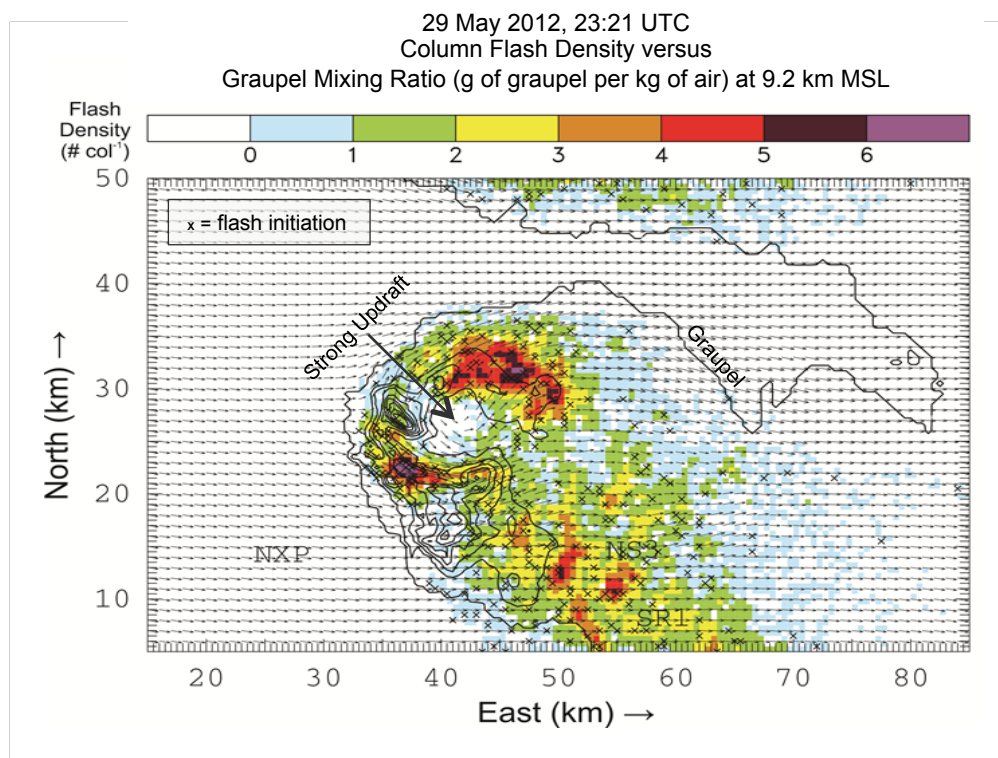 29 May 2012, 23:21 UTC
Column Flash Density versus
Graupel Mixing Ratio (g of graupel per kg of air) at 9.2 km MSL
Flash
Density
(# col⁻¹)
0 1 2 3 4 5 6
50
x = flash initiation
40
Strong Updraft
Graupel
30
North (km) →
20
NXP
NS3
10
SR1
20 30 40 50 60 70 80
East (km) →